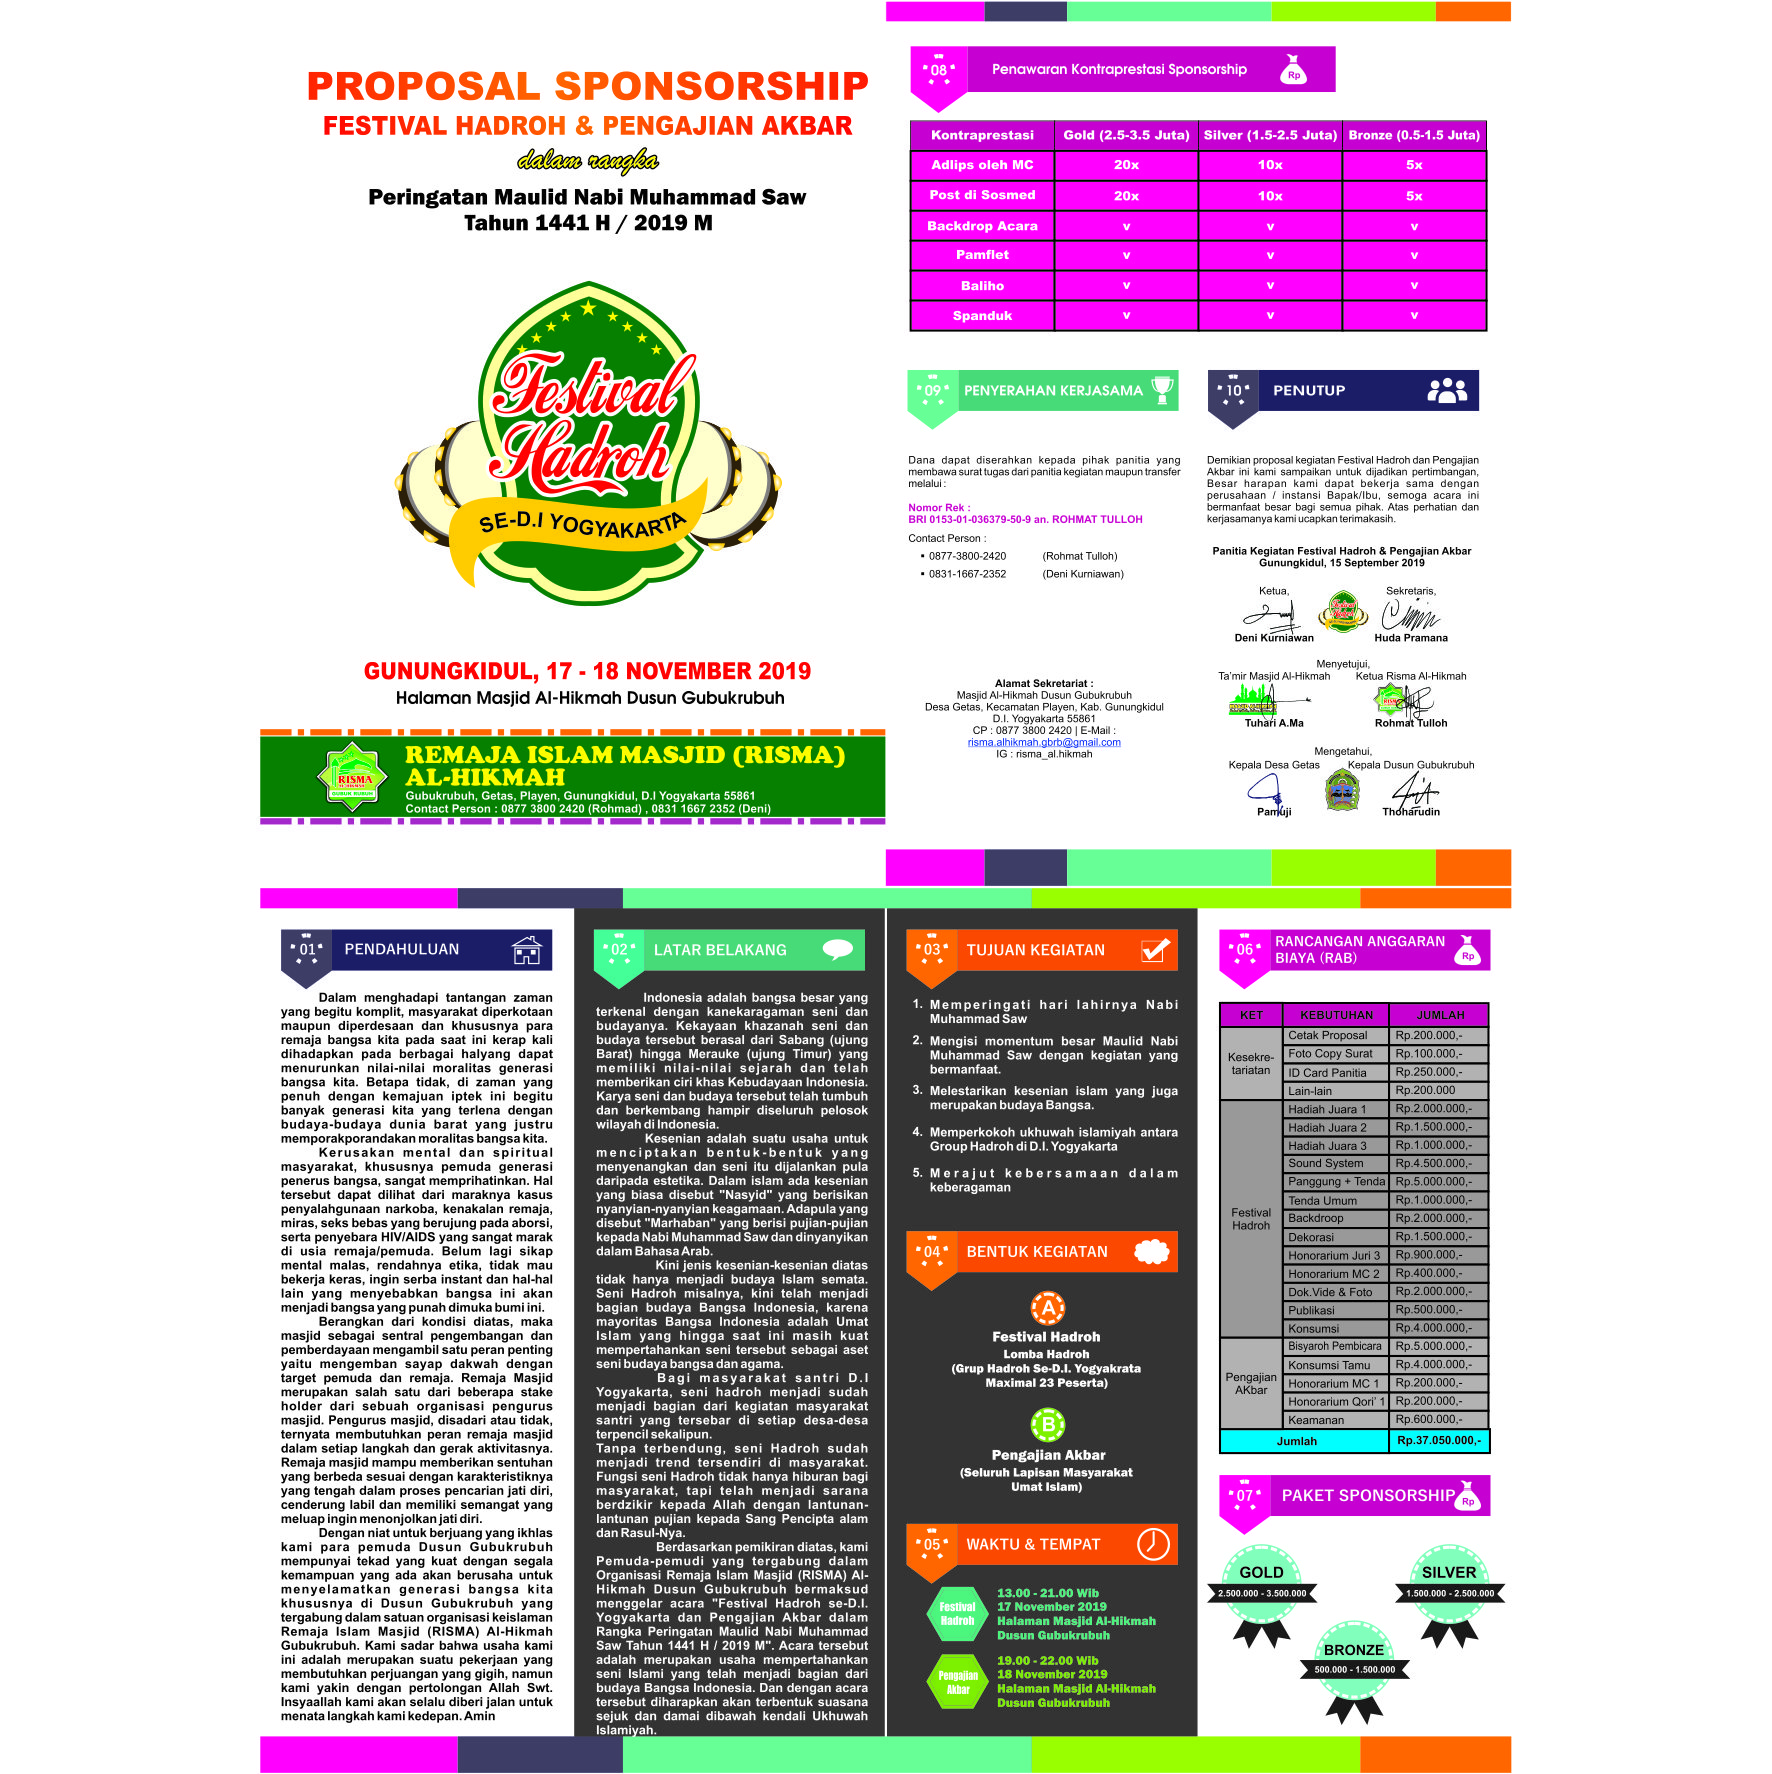 PROPOSAL SPONSORSHIP
FESTIVAL HADROH & PENGAJIAN AKBAR
dalam rangka
Peringatan Maulid Nabi Muhammad Saw
Tahun 1441 H / 2019 M
Festival
Hadroh
SE-D.I YOGYAKARTA
GUNUNGKIDUL, 17 - 18 NOVEMBER 2019
Halaman Masjid Al-Hikmah Dusun Gubukrubuh
RISMA
AL-HIKMAH
GUBUK RUBUH
REMAJA ISLAM MASJID (RISMA)
AL-HIKMAH
Gubukrubuh, Getas, Playen, Gunungkidul, D.I Yogyakarta 55861
Contact Person : 0877 3800 2420 (Rohmad) , 0831 1667 2352 (Deni)
08 Penawaran Kontraprestasi Sponsorship Rp
Kontraprestasi Gold (2.5-3.5 Juta) Silver (1.5-2.5 Juta) Bronze (0.5-1.5 Juta)
Adlips oleh MC 20x 10x 5x
Post di Sosmed 20x 10x 5x
Backdrop Acara v v v
Pamflet v v v
Baliho v v v
Spanduk v v v
09 PENYERAHAN KERJASAMA
Dana dapat diserahkan kepada pihak panitia yang
membawa surat tugas dari panitia kegiatan maupun transfer
melalui :
Nomor Rek :
BRI 0153-01-036379-50-9 an. ROHMAT TULLOH
Contact Person :
▪ 0877-3800-2420 (Rohmat Tulloh)
▪ 0831-1667-2352 (Deni Kurniawan)
Alamat Sekretariat :
Masjid Al-Hikmah Dusun Gubukrubuh
Desa Getas, Kecamatan Playen, Kab. Gunungkidul
D.I. Yogyakarta 55861
CP : 0877 3800 2420 | E-Mail :
risma.alhikmah.gbrb@gmail.com
IG : risma_al.hikmah
10 PENUTUP
Demikian proposal kegiatan Festival Hadroh dan Pengajian
Akbar ini kami sampaikan untuk dijadikan pertimbangan,
Besar harapan kami dapat bekerja sama dengan
perusahaan / instansi Bapak/Ibu, semoga acara ini
bermanfaat besar bagi semua pihak. Atas perhatian dan
kerjasamanya kami ucapkan terimakasih.
Panitia Kegiatan Festival Hadroh & Pengajian Akbar
Gunungkidul, 15 September 2019
Ketua, Sekretaris,
Festival
Hadroh
Deni Kurniawan Huda Pramana
Menyetujui,
Ta'mir Masjid Al-Hikmah Ketua Risma Al-Hikmah
Tuhari A.Ma Rohmat Tulloh
Mengetahui,
Kepala Desa Getas Kepala Dusun Gubukrubuh
Pamuji Thoharudin
01 PENDAHULUAN
Dalam menghadapi tantangan zaman
yang begitu komplit, masyarakat diperkotaan
maupun diperdesaan dan khususnya para
remaja bangsa kita pada saat ini kerap kali
dihadapkan pada berbagai halyang dapat
menurunkan nilai-nilai moralitas generasi
bangsa kita. Betapa tidak, di zaman yang
penuh dengan kemajuan iptek ini begitu
banyak generasi kita yang terlena dengan
budaya-budaya dunia barat yang justru
memporakporandakan moralitas bangsa kita.
Kerusakan mental dan spiritual
masyarakat, khususnya pemuda generasi
penerus bangsa, sangat memprihatinkan. Hal
tersebut dapat dilihat dari maraknya kasus
penyalahgunaan narkoba, kenakalan remaja,
miras, seks bebas yang berujung pada aborsi,
serta penyebara HIV/AIDS yang sangat marak
di usia remaja/pemuda. Belum lagi sikap
mental malas, rendahnya etika, tidak mau
bekerja keras, ingin serba instant dan hal-hal
lain yang menyebabkan bangsa ini akan
menjadi bangsa yang punah dimuka bumi ini.
Berangkan dari kondisi diatas, maka
masjid sebagai sentral pengembangan dan
pemberdayaan mengambil satu peran penting
yaitu mengemban sayap dakwah dengan
target pemuda dan remaja. Remaja Masjid
merupakan salah satu dari beberapa stake
holder dari sebuah organisasi pengurus
masjid. Pengurus masjid, disadari atau tidak,
ternyata membutuhkan peran remaja masjid
dalam setiap langkah dan gerak aktivitasnya.
Remaja masjid mampu memberikan sentuhan
yang berbeda sesuai dengan karakteristiknya
yang tengah dalam proses pencarian jati diri,
cenderung labil dan memiliki semangat yang
meluap ingin menonjolkan jati diri.
Dengan niat untuk berjuang yang ikhlas
kami para pemuda Dusun Gubukrubuh
mempunyai tekad yang kuat dengan segala
kemampuan yang ada akan berusaha untuk
menyelamatkan generasi bangsa kita
khususnya di Dusun Gubukrubuh yang
tergabung dalam satuan organisasi keislaman
Remaja Islam Masjid (RISMA) Al-Hikmah
Gubukrubuh. Kami sadar bahwa usaha kami
ini adalah merupakan suatu pekerjaan yang
membutuhkan perjuangan yang gigih, namun
kami yakin dengan pertolongan Allah Swt.
Insyaallah kami akan selalu diberi jalan untuk
menata langkah kami kedepan. Amin
02 LATAR BELAKANG
Indonesia adalah bangsa besar yang
terkenal dengan kanekaragaman seni dan
budayanya. Kekayaan khazanah seni dan
budaya tersebut berasal dari Sabang (ujung
Barat) hingga Merauke (ujung Timur) yang
memiliki nilai-nilai sejarah dan telah
memberikan ciri khas Kebudayaan Indonesia.
Karya seni dan budaya tersebut telah tumbuh
dan berkembang hampir diseluruh pelosok
wilayah di Indonesia.
Kesenian adalah suatu usaha untuk
menciptakan bentuk-bentuk yang
menyenangkan dan seni itu dijalankan pula
daripada estetika. Dalam islam ada kesenian
yang biasa disebut "Nasyid" yang berisikan
nyanyian-nyanyian keagamaan. Adapula yang
disebut "Marhaban" yang berisi pujian-pujian
kepada Nabi Muhammad Saw dan dinyanyikan
dalam Bahasa Arab.
Kini jenis kesenian-kesenian diatas
tidak hanya menjadi budaya Islam semata.
Seni Hadroh misalnya, kini telah menjadi
bagian budaya Bangsa Indonesia, karena
mayoritas Bangsa Indonesia adalah Umat
Islam yang hingga saat ini masih kuat
mempertahankan seni tersebut sebagai aset
seni budaya bangsa dan agama.
Bagi masyarakat santri D.I
Yogyakarta, seni hadroh menjadi sudah
menjadi bagian dari kegiatan masyarakat
santri yang tersebar di setiap desa-desa
terpencil sekalipun.
Tanpa terbendung, seni Hadroh sudah
menjadi trend tersendiri di masyarakat.
Fungsi seni Hadroh tidak hanya hiburan bagi
masyarakat, tapi telah menjadi sarana
berdzikir kepada Allah dengan lantunan-
lantunan pujian kepada Sang Pencipta alam
dan Rasul-Nya.
Berdasarkan pemikiran diatas, kami
Pemuda-pemudi yang tergabung dalam
Organisasi Remaja Islam Masjid (RISMA) Al-
Hikmah Dusun Gubukrubuh bermaksud
menggelar acara "Festival Hadroh se-D.I.
Yogyakarta dan Pengajian Akbar dalam
Rangka Peringatan Maulid Nabi Muhammad
Saw Tahun 1441 H / 2019 M". Acara tersebut
adalah merupakan usaha mempertahankan
seni Islami yang telah menjadi bagian dari
budaya Bangsa Indonesia. Dan dengan acara
tersebut diharapkan akan terbentuk suasana
sejuk dan damai dibawah kendali Ukhuwah
Islamiyah.
03 TUJUAN KEGIATAN
1. Memperingati hari lahirnya Nabi
Muhammad Saw
2. Mengisi momentum besar Maulid Nabi
Muhammad Saw dengan kegiatan yang
bermanfaat.
3. Melestarikan kesenian islam yang juga
merupakan budaya Bangsa.
4. Memperkokoh ukhuwah islamiyah antara
Group Hadroh di D.I. Yogyakarta
5. Merajut kebersamaan dalam
keberagaman
04 BENTUK KEGIATAN
A
Festival Hadroh
Lomba Hadroh
(Grup Hadroh Se-D.I. Yogyakrata
Maximal 23 Peserta)
B
Pengajian Akbar
(Seluruh Lapisan Masyarakat
Umat Islam)
05 WAKTU & TEMPAT
Festival
Hadroh
13.00 - 21.00 Wib
17 November 2019
Halaman Masjid Al-Hikmah
Dusun Gubukrubuh
Pengajian
Akbar
19.00 - 22.00 Wib
18 November 2019
Halaman Masjid Al-Hikmah
Dusun Gubukrubuh
06 RANCANGAN ANGGARAN
BIAYA (RAB) Rp
KET KEBUTUHAN JUMLAH
Kesekre-
tariatan
Cetak Proposal Rp.200.000,-
Foto Copy Surat Rp.100.000,-
ID Card Panitia Rp.250.000,-
Lain-lain Rp.200.000
Festival
Hadroh
Hadiah Juara 1 Rp.2.000.000,-
Hadiah Juara 2 Rp.1.500.000,-
Hadiah Juara 3 Rp.1.000.000,-
Sound System Rp.4.500.000,-
Panggung + Tenda Rp.5.000.000,-
Tenda Umum Rp.1.000.000,-
Backdroop Rp.2.000.000,-
Dekorasi Rp.1.500.000,-
Honorarium Juri 3 Rp.900.000,-
Honorarium MC 2 Rp.400.000,-
Dok.Vide & Foto Rp.2.000.000,-
Publikasi Rp.500.000,-
Konsumsi Rp.4.000.000,-
Pengajian
AKbar
Bisyaroh Pembicara Rp.5.000.000,-
Konsumsi Tamu Rp.4.000.000,-
Honorarium MC 1 Rp.200.000,-
Honorarium Qori' 1 Rp.200.000,-
Keamanan Rp.600.000,-
Jumlah Rp.37.050.000,-
07 PAKET SPONSORSHIP Rp
GOLD
2.500.000 - 3.500.000
SILVER
1.500.000 - 2.500.000
BRONZE
500.000 - 1.500.000